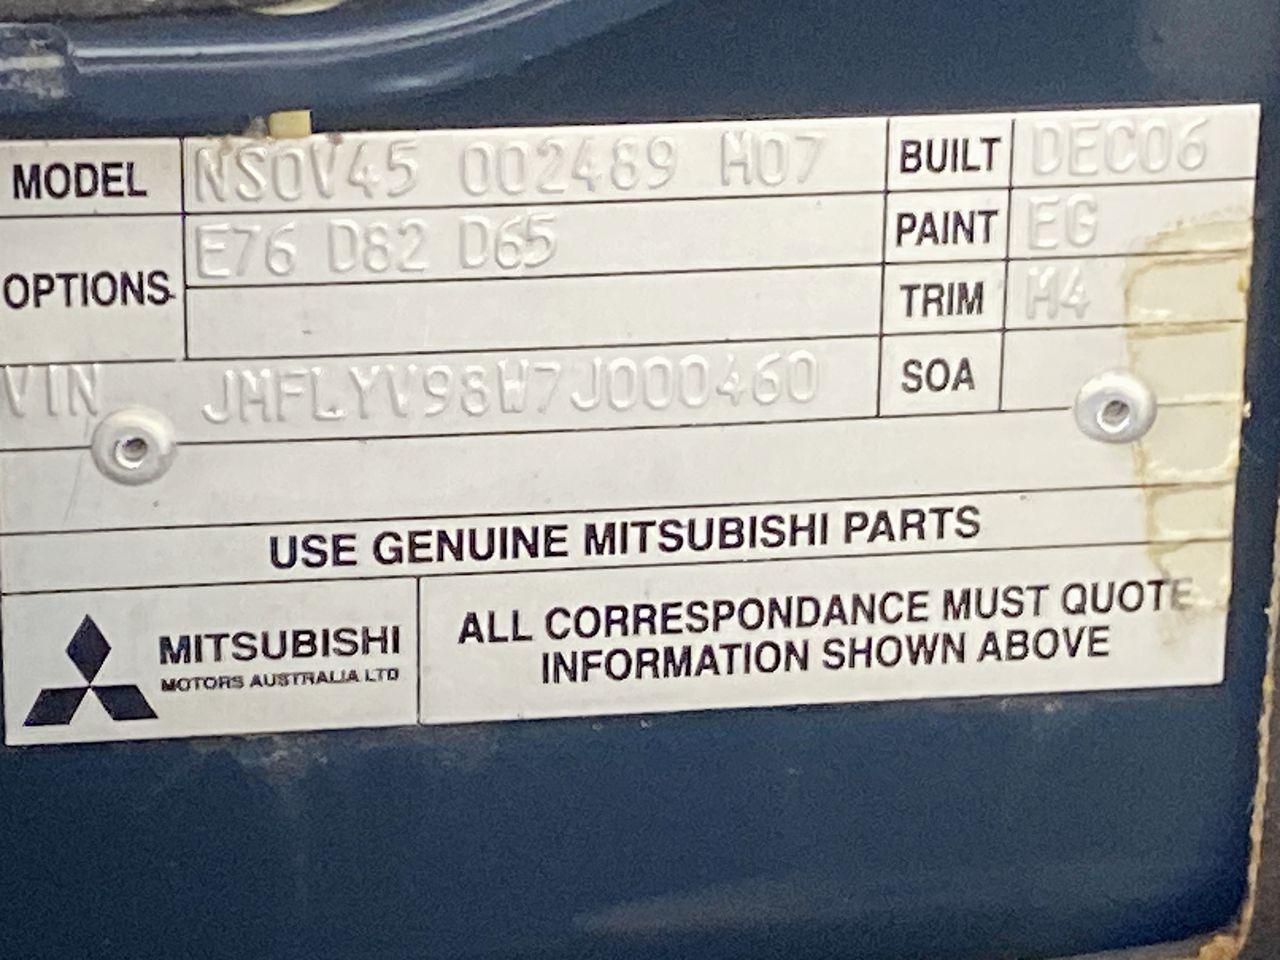 MODEL NS0V45 002489 M07 BUILT DEC06
OPTIONS E76 D82 D65 PAINT EG
TRIM M4
VIN JMFLYV98W7J000460 SOA
USE GENUINE MITSUBISHI PARTS
MITSUBISHI
MOTORS AUSTRALIA LTD
ALL CORRESPONDANCE MUST QUOTE
INFORMATION SHOWN ABOVE